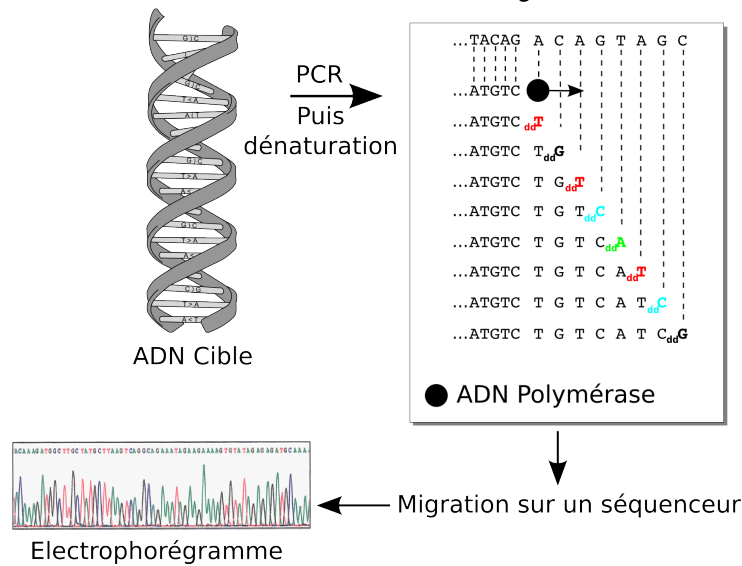 PCR
Puis
dénaturation
ADN Cible
...TACAG A C A G T A G C
...ATGTC
...ATGTC ddT
...ATGTC T ddG
...ATGTC T G ddT
...ATGTC T G T ddC
...ATGTC T G T C ddA
...ATGTC T G T C A ddT
...ATGTC T G T C A T ddC
...ATGTC T G T C A T C ddG
ADN Polymérase
Migration sur un séquenceur
Electophorégramme